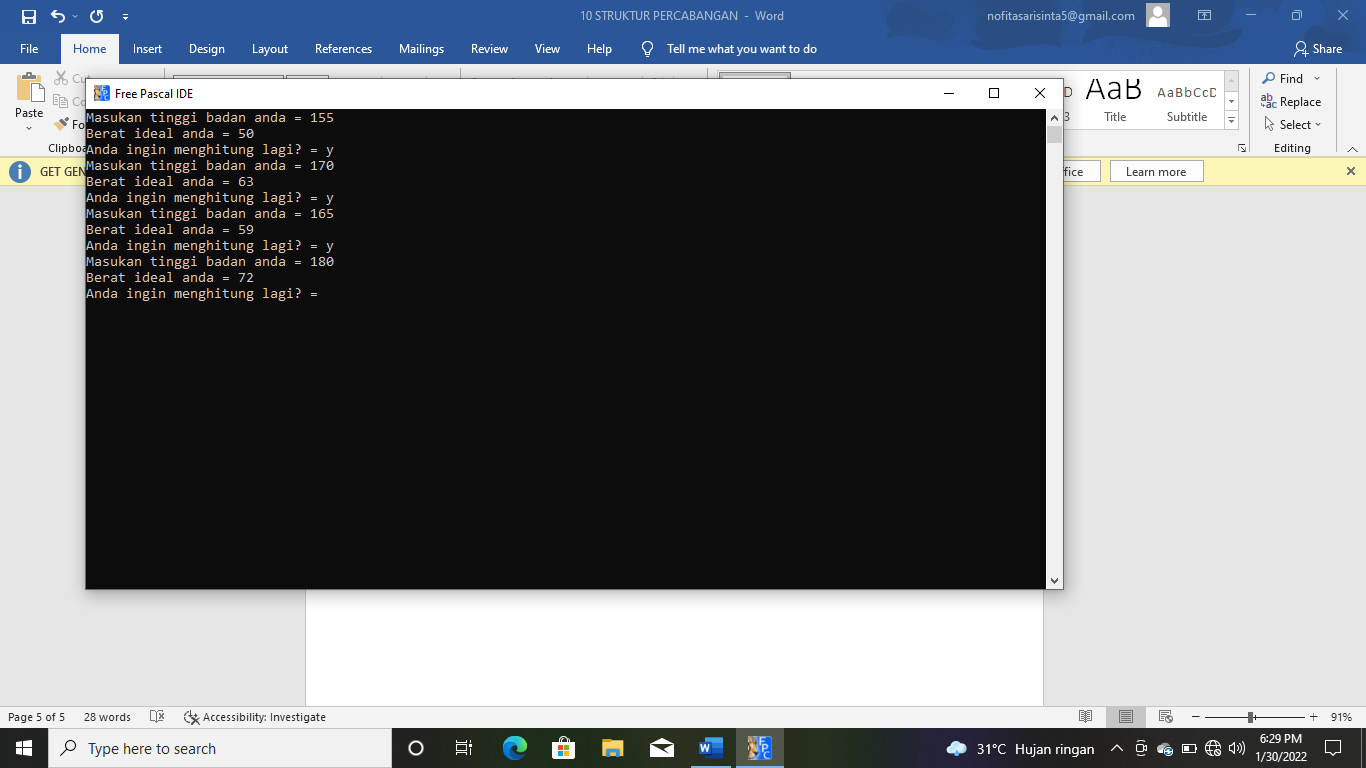 10 STRUKTUR PERCABANGAN - Word
nofitasarisinta5@gmail.com
File Home Insert Design Layout References Mailings Review View Help Tell me what you want to do Share
Paste
Clipbo
AaB
Title
AaBbCcD
Subtitle
Find
Replace
Select
Editing
GET GEN
ffice
Learn more
Free Pascal IDE
Masukan tinggi badan anda = 155
Berat ideal anda = 50
Anda ingin menghitung lagi? = y
Masukan tinggi badan anda = 170
Berat ideal anda = 63
Anda ingin menghitung lagi? = y
Masukan tinggi badan anda = 165
Berat ideal anda = 59
Anda ingin menghitung lagi? = y
Masukan tinggi badan anda = 180
Berat ideal anda = 72
Anda ingin menghitung lagi? =
Page 5 of 5 28 words Accessibility: Investigate 91%
Type here to search
31°C Hujan ringan
6:29 PM
1/30/2022